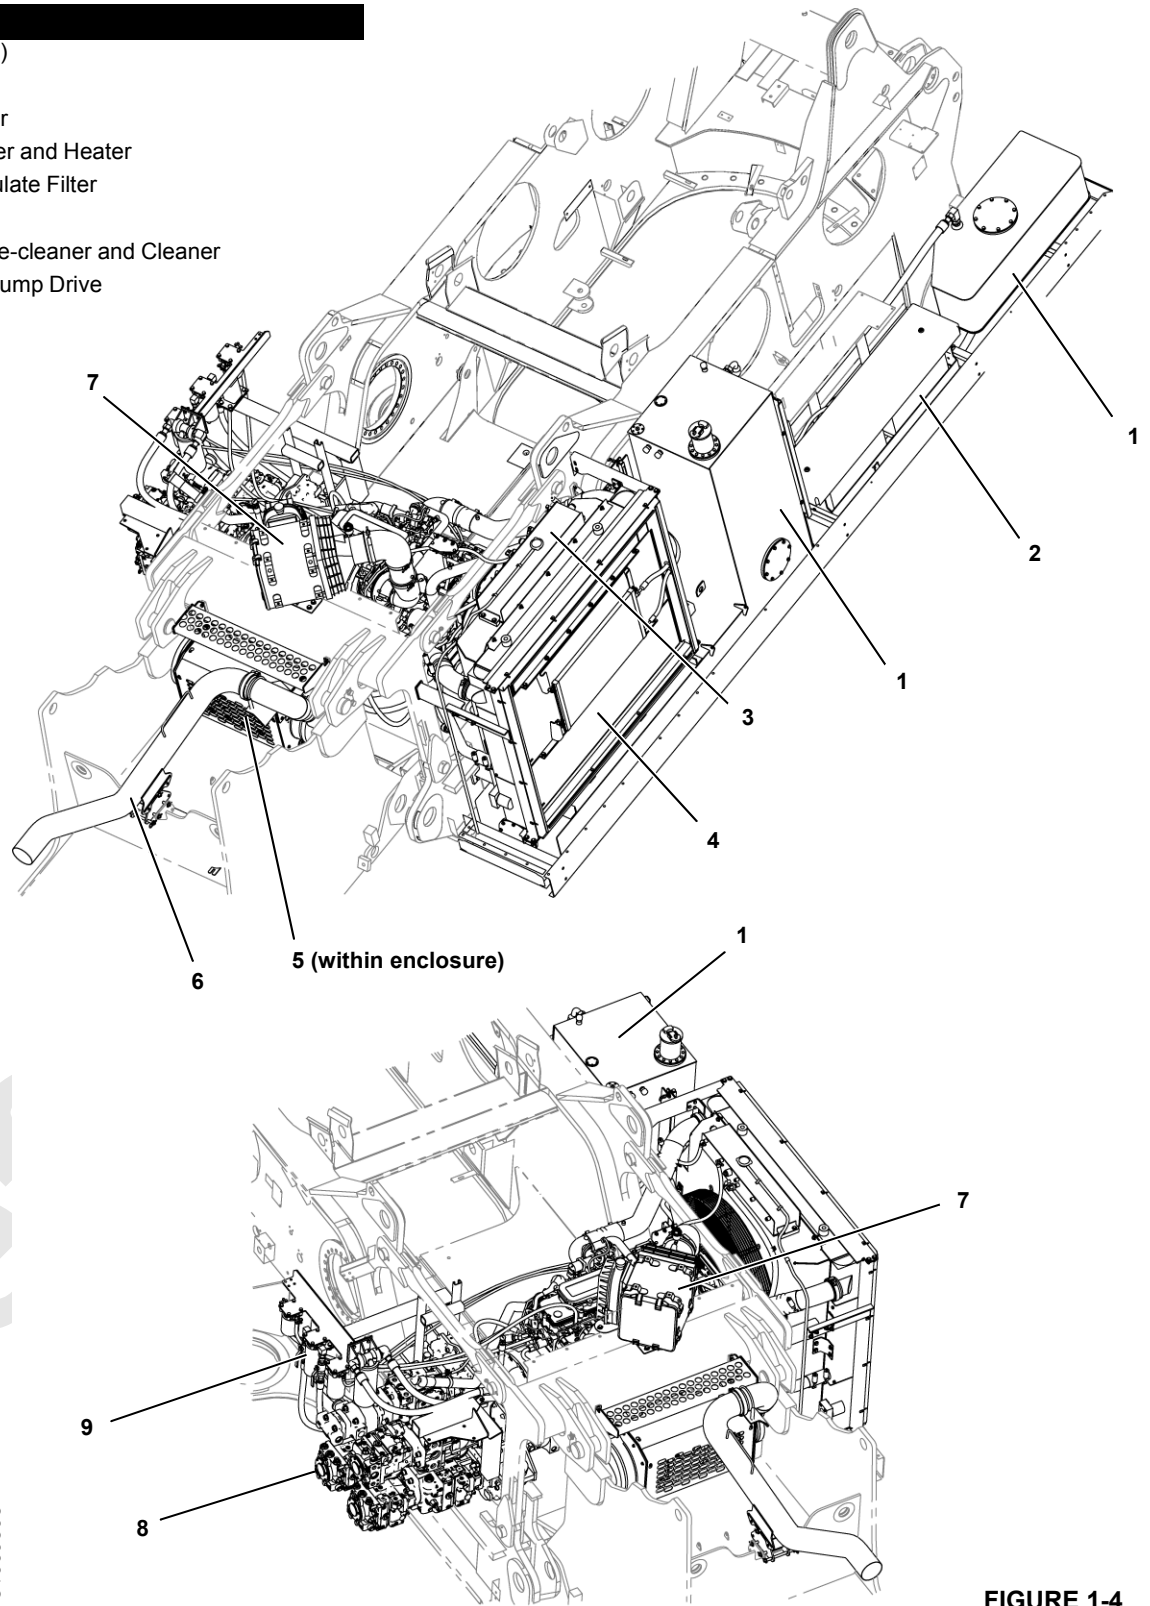 )
r
er and Heater
ulate Filter
e-cleaner and Cleaner
ump Drive
7
1
2
1
3
4
5 (within enclosure)
6
1
7
9
8
FIGURE 1-4